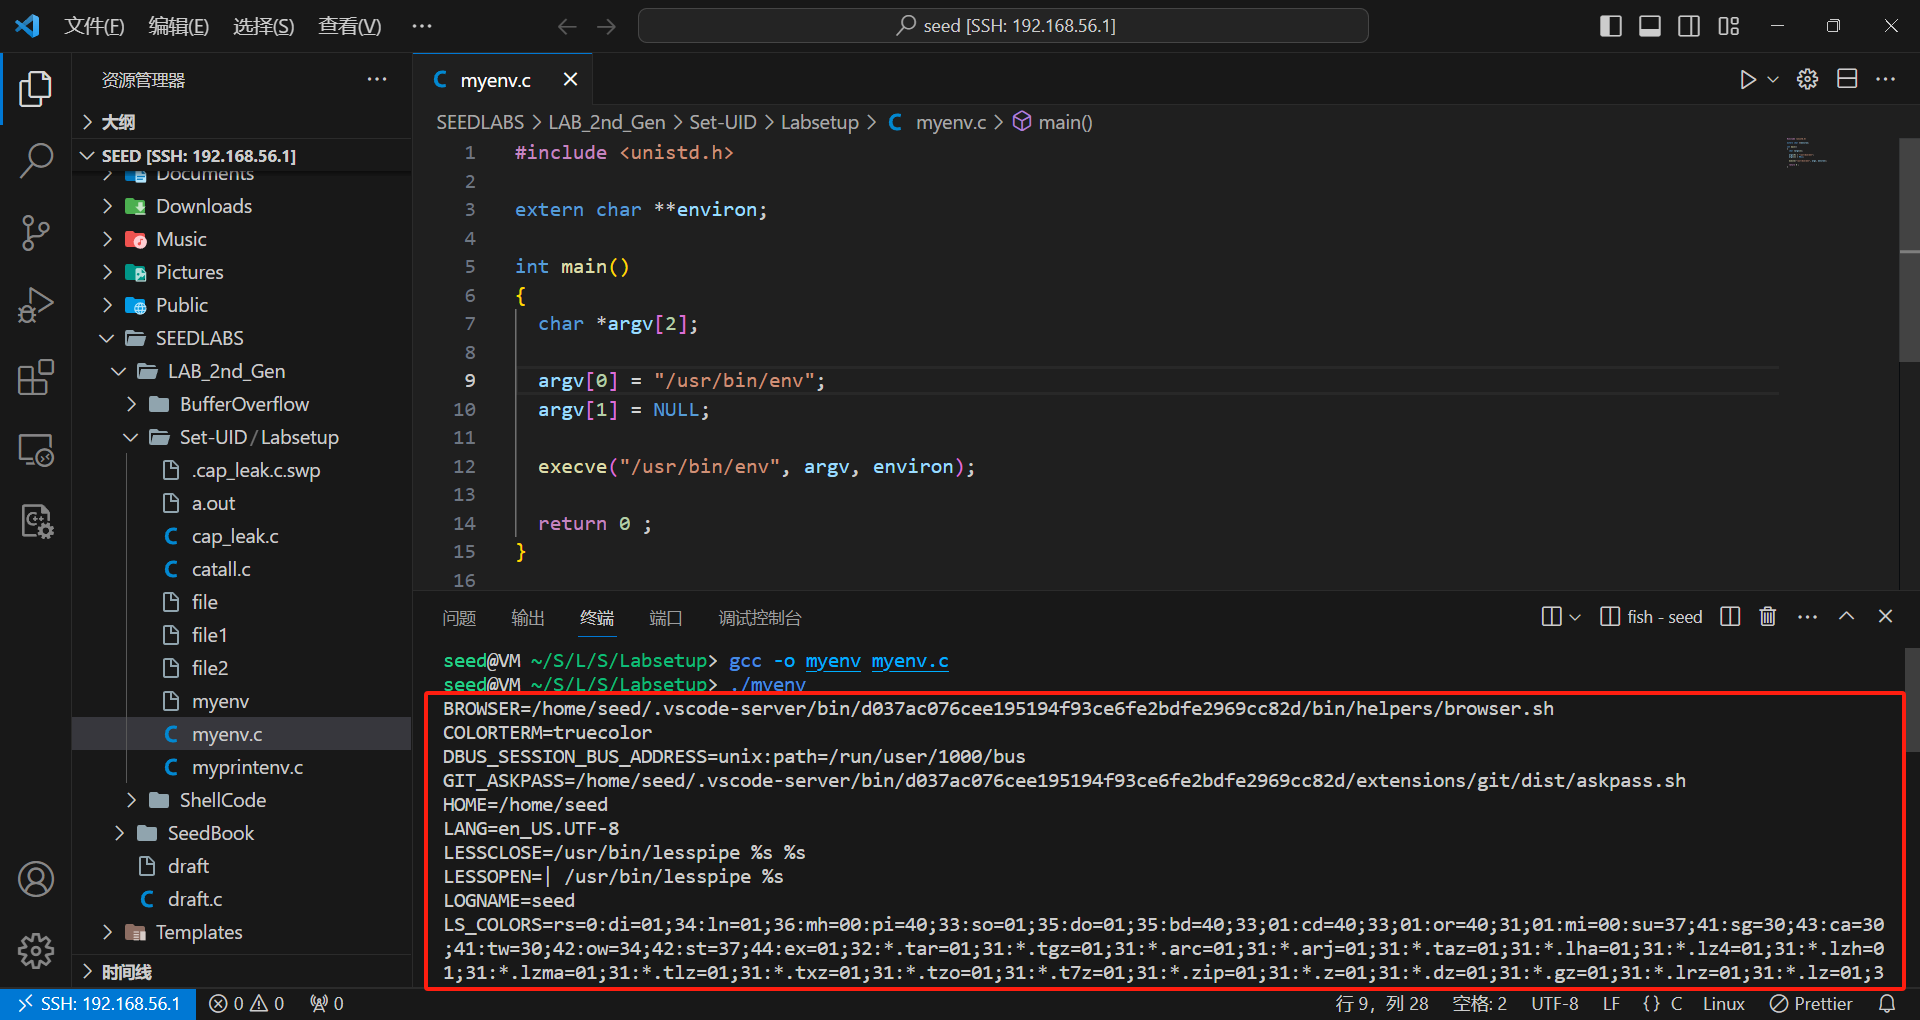 文件(F) 编辑(E) 选择(S) 查看(V) ··· seed [SSH: 192.168.56.1]
资源管理器 ···
大纲
SEED [SSH: 192.168.56.1]
Documents
Downloads
Music
Pictures
Public
SEEDLABS
LAB_2nd_Gen
BufferOverflow
Set-UID / Labsetup
.cap_leak.c.swp
a.out
C cap_leak.c
C catall.c
file
file1
file2
myenv
C myenv.c
C myprintenv.c
ShellCode
SeedBook
draft
C draft.c
Templates
时间线
C myenv.c
SEEDLABS > LAB_2nd_Gen > Set-UID > Labsetup > C myenv.c > main()
1 #include <unistd.h>
2
3 extern char **environ;
4
5 int main()
6 {
7 char *argv[2];
8
9 argv[0] = "/usr/bin/env";
10 argv[1] = NULL;
11
12 execve("/usr/bin/env", argv, environ);
13
14 return 0 ;
15 }
16
问题 输出 终端 端口 调试控制台 fish - seed
seed@VM ~/S/L/S/Labsetup> gcc -o myenv myenv.c
seed@VM ~/S/L/S/Labsetup> ./myenv
BROWSER=/home/seed/.vscode-server/bin/d037ac076cee195194f93ce6fe2bdfe2969cc82d/bin/helpers/browser.sh
COLORTERM=truecolor
DBUS_SESSION_BUS_ADDRESS=unix:path=/run/user/1000/bus
GIT_ASKPASS=/home/seed/.vscode-server/bin/d037ac076cee195194f93ce6fe2bdfe2969cc82d/extensions/git/dist/askpass.sh
HOME=/home/seed
LANG=en_US.UTF-8
LESSCLOSE=/usr/bin/lesspipe %s %s
LESSOPEN=| /usr/bin/lesspipe %s
LOGNAME=seed
LS_COLORS=rs=0:di=01;34:ln=01;36:mh=00:pi=40;33:so=01;35:do=01;35:bd=40;33;01:cd=40;33;01:or=40;31;01:mi=00:su=37;41:sg=30;43:ca=30
;41:tw=30;42:ow=34;42:st=37;44:ex=01;32:*.tar=01;31:*.tgz=01;31:*.arc=01;31:*.arj=01;31:*.taz=01;31:*.lha=01;31:*.lz4=01;31:*.lzh=0
1;31:*.lzma=01;31:*.tlz=01;31:*.txz=01;31:*.tzo=01;31:*.t7z=01;31:*.zip=01;31:*.z=01;31:*.dz=01;31:*.gz=01;31:*.lrz=01;31:*.lz=01;3
SSH: 192.168.56.1 0 0 0 行 9，列 28 空格: 2 UTF-8 LF {} C Linux Prettier